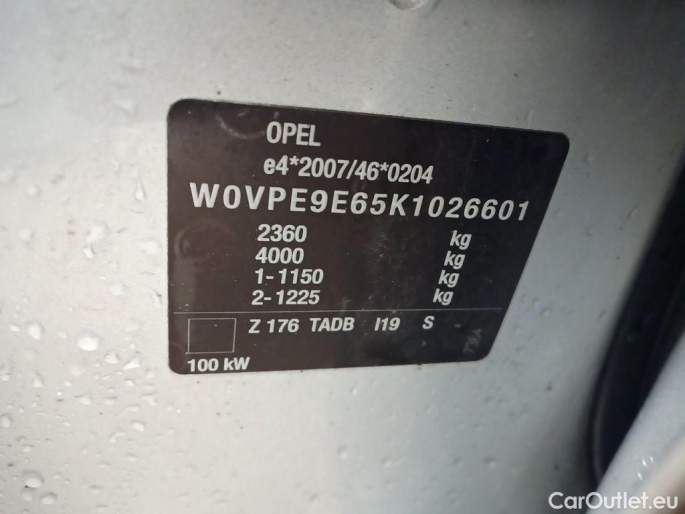 OPEL
e4*2007/46*0204
W0VPE9E65K1026601
2360 kg
4000 kg
1-1150 kg
2-1225 kg
Z 176 TADB I19 S
100 kW
CarOutlet.eu